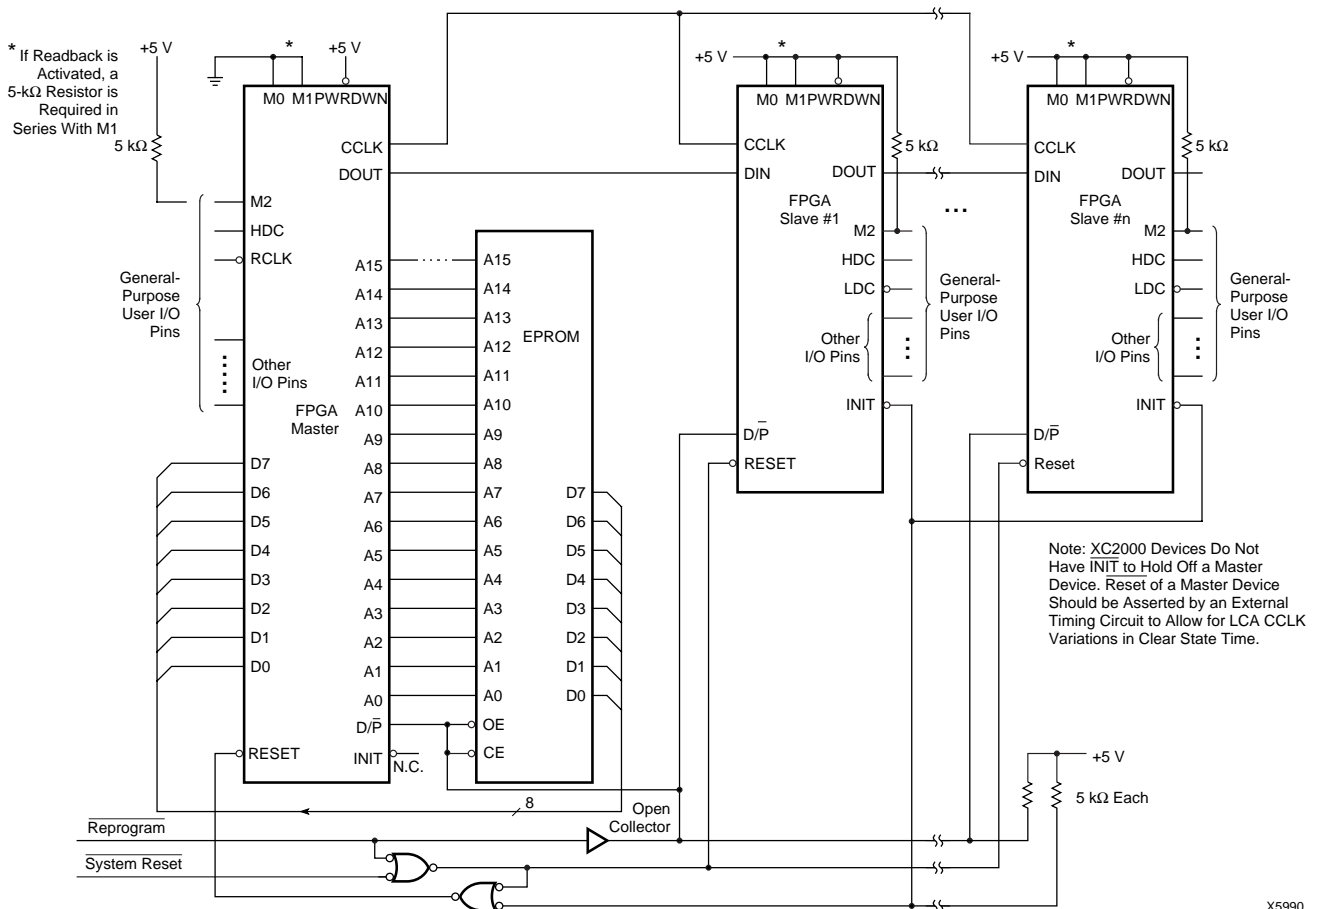 * If Readback is
Activated, a
5-kΩ Resistor is
Required in
Series With M1
+5 V
*
+5 V
5 kΩ
M0 M1 PWRDWN
CCLK
DOUT
M2
HDC
RCLK
General-
Purpose
User I/O
Pins
Other
I/O Pins
FPGA
Master
D7
D6
D5
D4
D3
D2
D1
D0
RESET
A15
A14
A13
A12
A11
A10
A9
A8
A7
A6
A5
A4
A3
A2
A1
A0
D/P̅
INIT
N.C.
EPROM
A15
A14
A13
A12
A11
A10
A9
A8
A7
A6
A5
A4
A3
A2
A1
A0
OE
CE
D7
D6
D5
D4
D3
D2
D1
D0
8
+5 V
*
M0 M1 PWRDWN
5 kΩ
CCLK
DIN
DOUT
FPGA
Slave #1
M2
HDC
LDC
Other
I/O Pins
General-
Purpose
User I/O
Pins
INIT
D/P̅
RESET
...
+5 V
*
M0 M1 PWRDWN
5 kΩ
CCLK
DIN
DOUT
FPGA
Slave #n
M2
HDC
LDC
Other
I/O Pins
General-
Purpose
User I/O
Pins
INIT
D/P̅
Reset
Note: XC2000 Devices Do Not
Have I̅N̅I̅T̅ to Hold Off a Master
Device. R̅e̅s̅e̅t̅ of a Master Device
Should be Asserted by an External
Timing Circuit to Allow for LCA CCLK
Variations in Clear State Time.
+5 V
5 kΩ Each
Open
Collector
R̅e̅p̅r̅o̅g̅r̅a̅m̅
S̅y̅s̅t̅e̅m̅ R̅e̅s̅e̅t̅
X5990